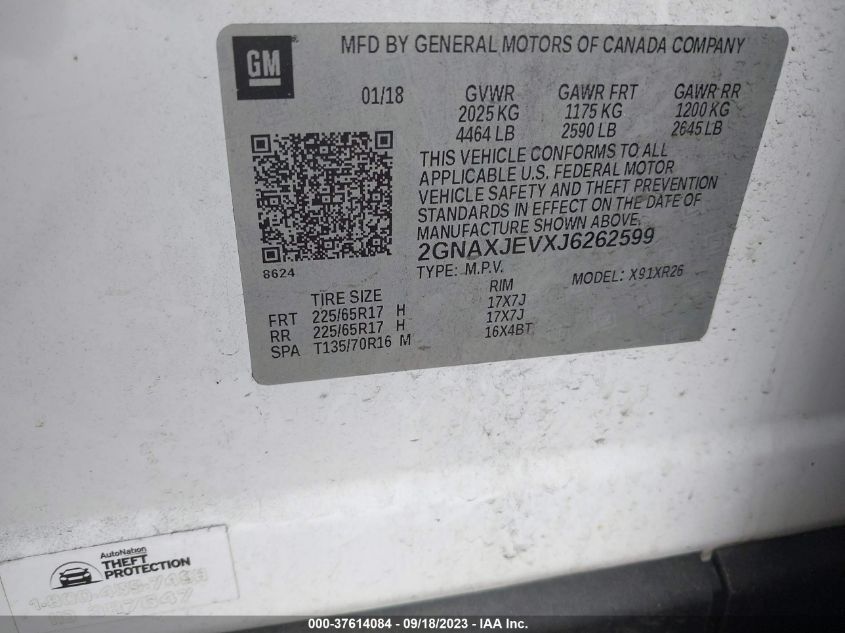 GM
MFD BY GENERAL MOTORS OF CANADA COMPANY
01/18 GVWR GAWR FRT GAWR RR
2025 KG 1175 KG 1200 KG
4464 LB 2590 LB 2645 LB
THIS VEHICLE CONFORMS TO ALL
APPLICABLE U.S. FEDERAL MOTOR
VEHICLE SAFETY AND THEFT PREVENTION
STANDARDS IN EFFECT ON THE DATE OF
MANUFACTURE SHOWN ABOVE.
2GNAXJEVXJ6262599
8624
TYPE: M.P.V. MODEL: X91XR26
TIRE SIZE RIM
FRT 225/65R17 H 17X7J
RR 225/65R17 H 17X7J
SPA T135/70R16 M 16X4BT
AutoNation
THEFT
PROTECTION
000-37614084 - 09/18/2023 - IAA Inc.